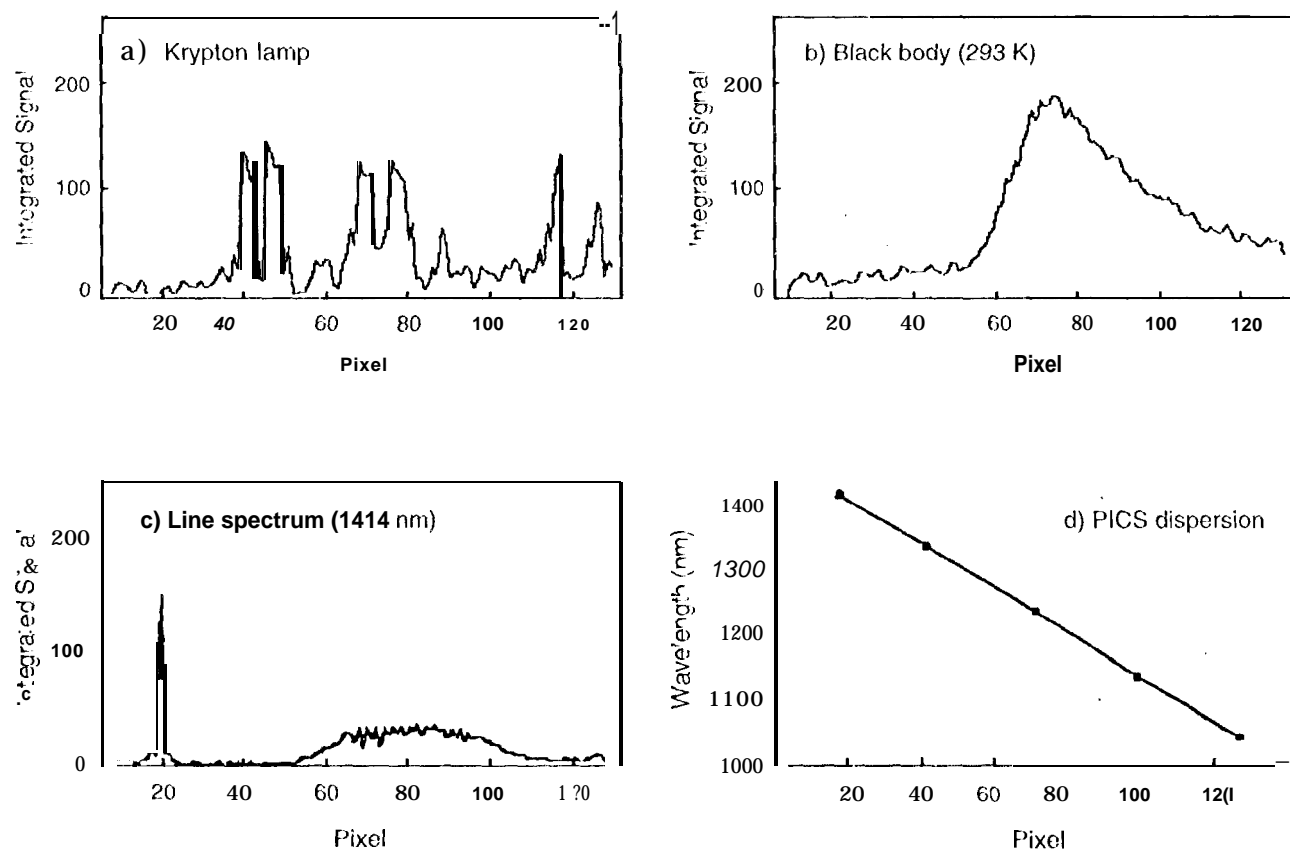 a) Krypton lamp
Integrated Signal
200
100
0
20 40 60 80 100 120
Pixel
b) Black body (293 K)
Integrated Signal
200
100
0
20 40 60 80 100 120
Pixel
c) Line spectrum (1414 nm)
200
100
0
20 40 60 80 100
Pixel
d) PICS dispersion
Wavelength (nm)
1400
1300
1200
1100
1000
20 40 60 80 100
Pixel